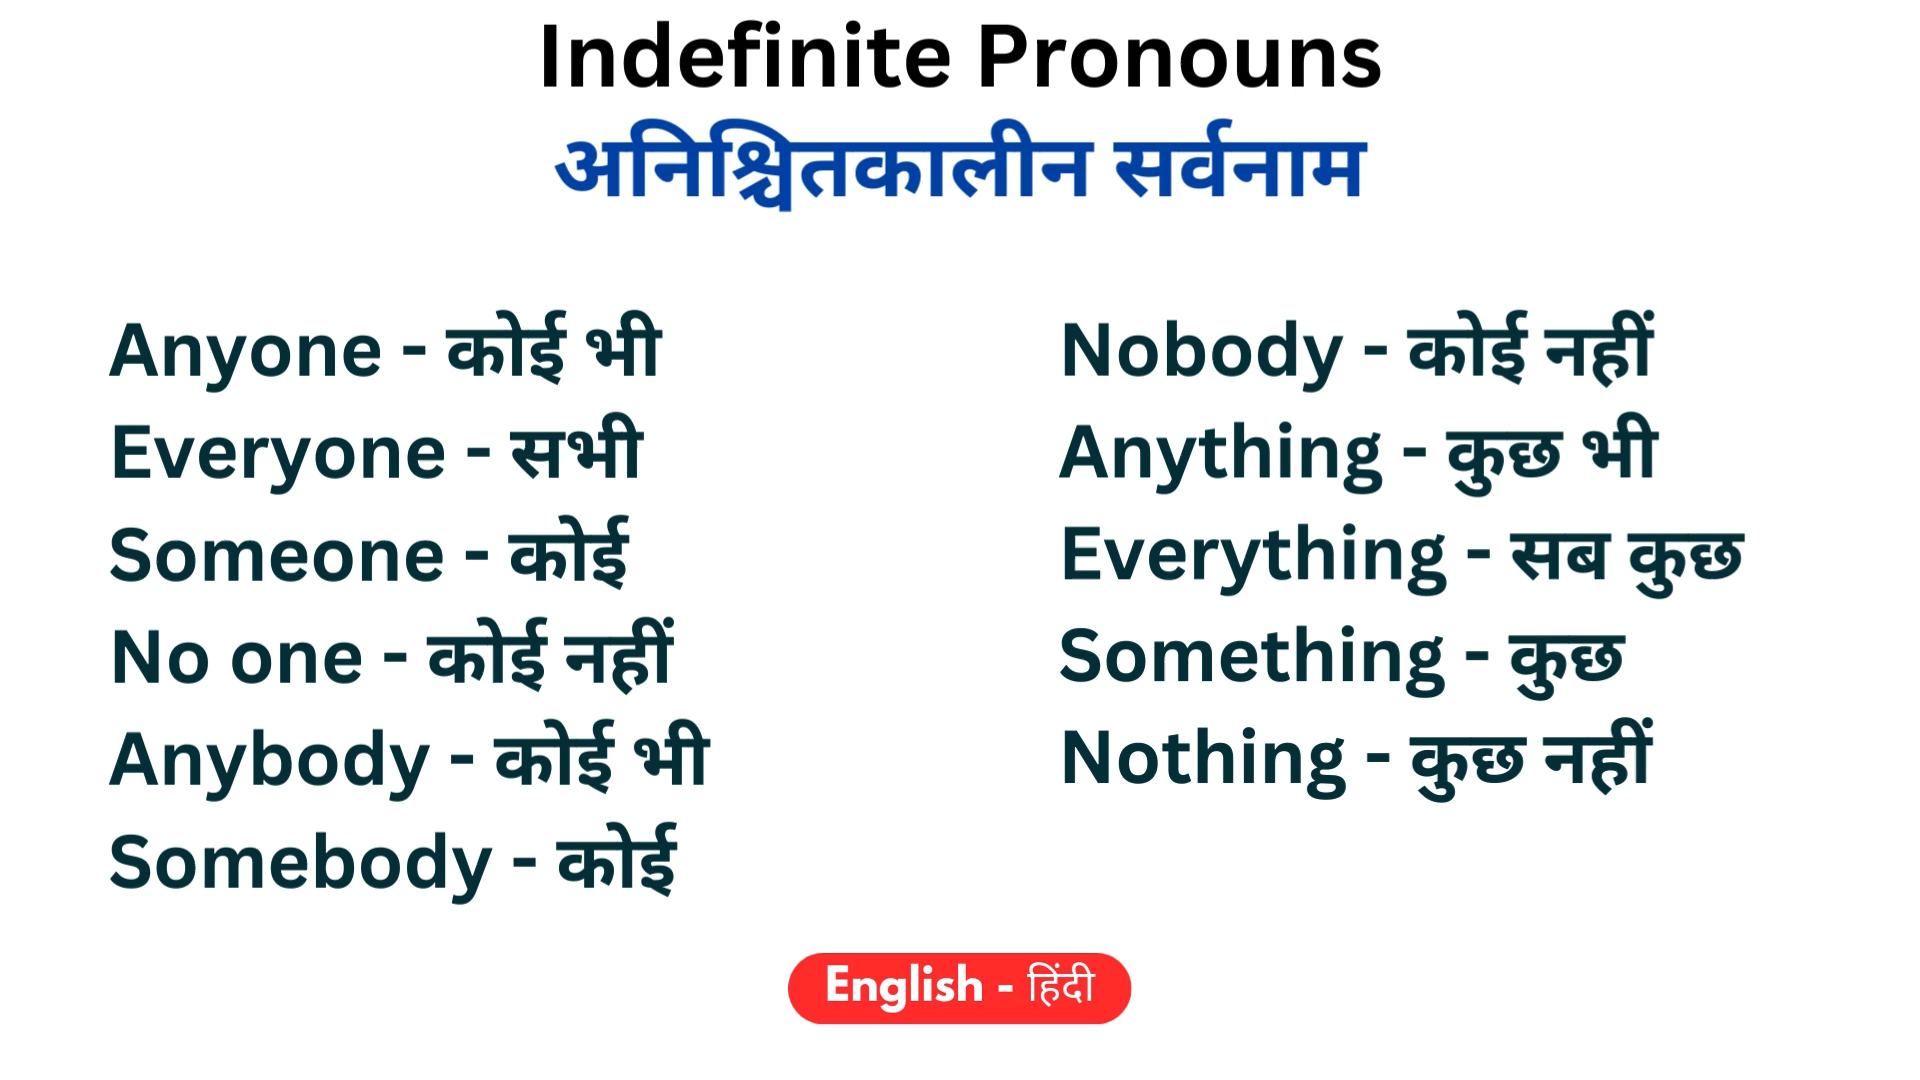 Indefinite Pronouns
अनिश्चितकालीन सर्वनाम
Anyone - कोई भी
Everyone - सभी
Someone - कोई
No one - कोई नहीं
Anybody - कोई भी
Somebody - कोई
Nobody - कोई नहीं
Anything - कुछ भी
Everything - सब कुछ
Something - कुछ
Nothing - कुछ नहीं
English - हिंदी